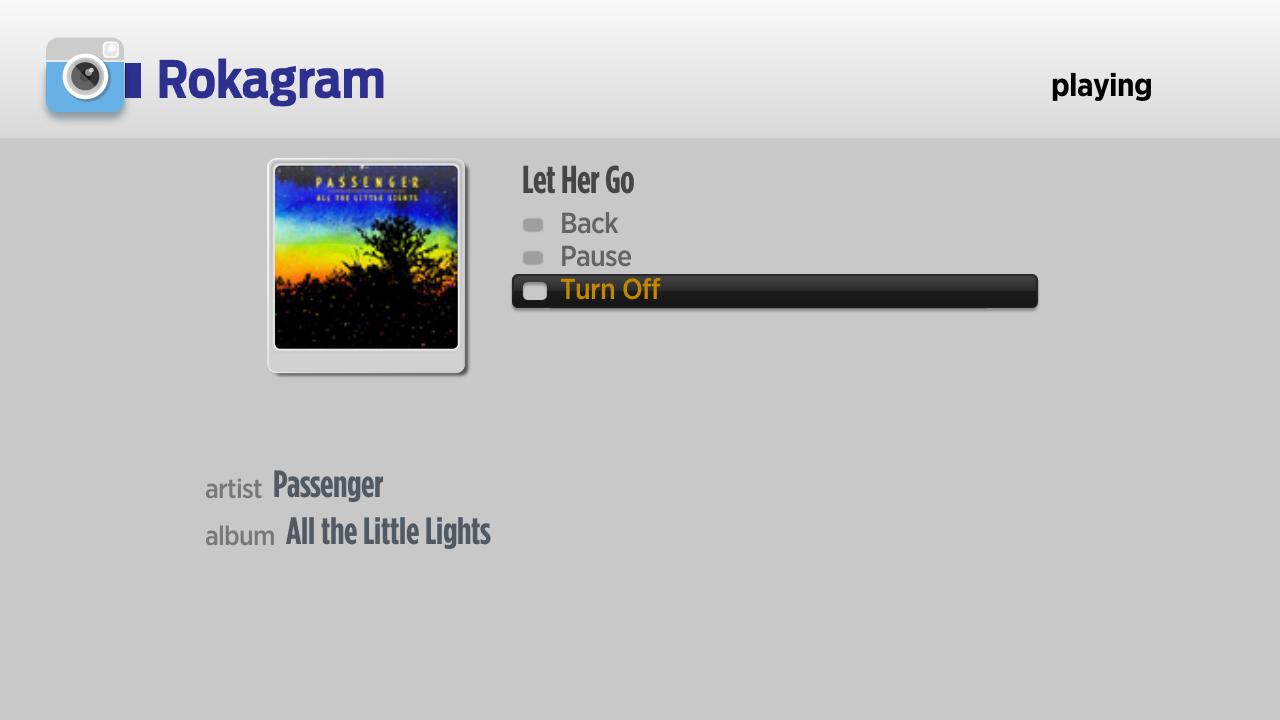 Rokagram
playing
PASSENGER
ALL THE LITTLE LIGHTS
Let Her Go
Back
Pause
Turn Off
artist Passenger
album All the Little Lights